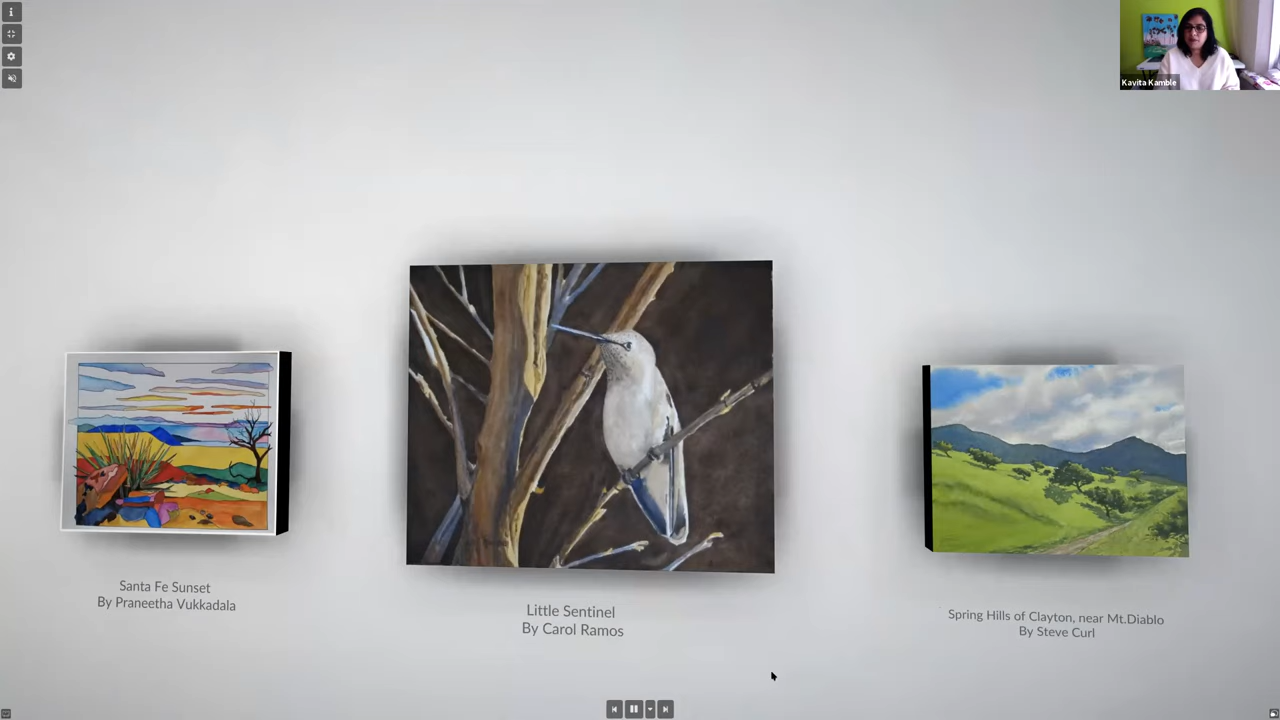 Kavita Kamble
Santa Fe Sunset
By Praneetha Vukkadala
Little Sentinel
By Carol Ramos
Spring Hills of Clayton, near Mt.Diablo
By Steve Curl